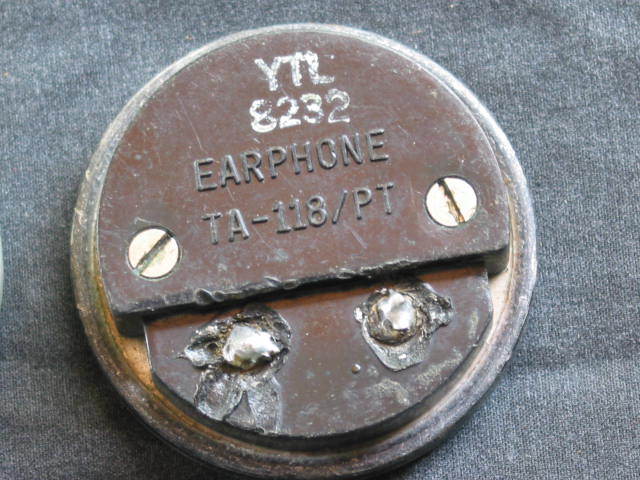 YTL
8232
EARPHONE
TA-118/PT